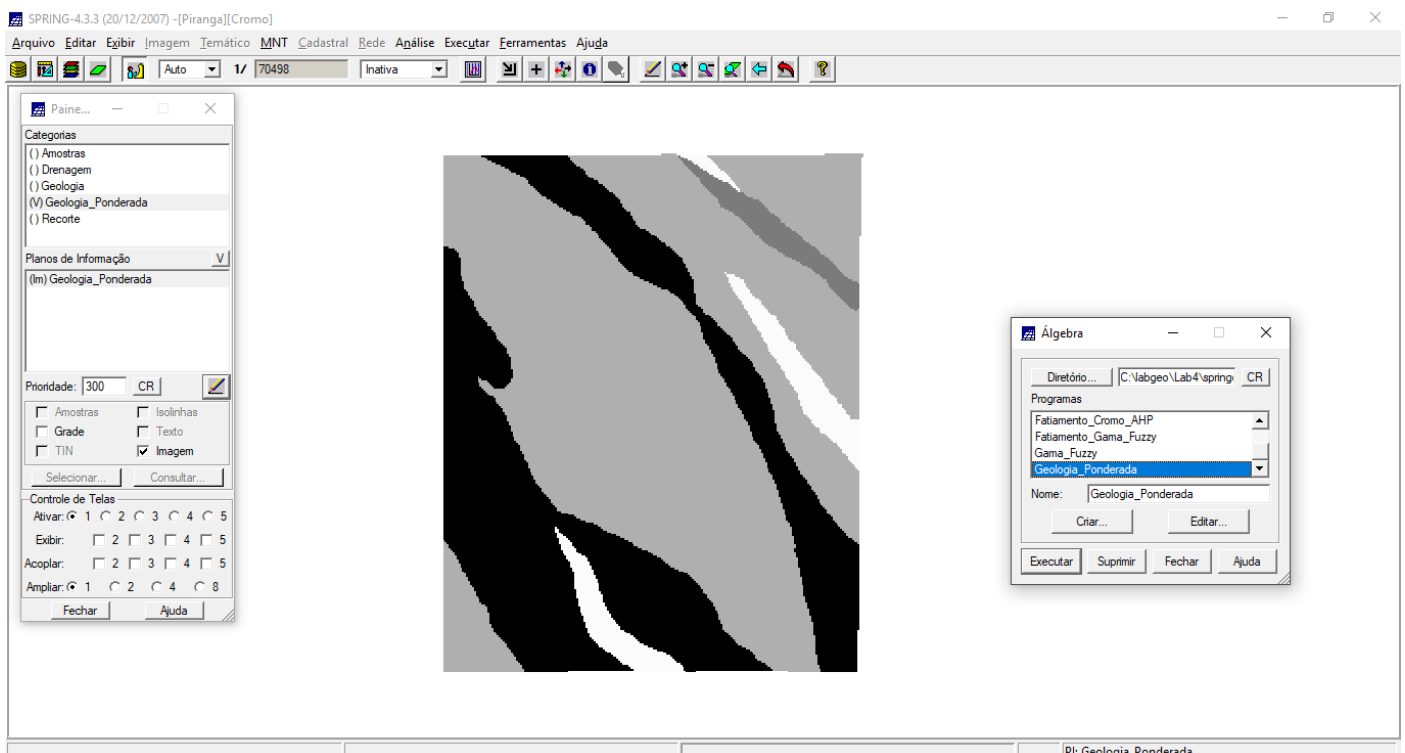 SPRING-4.3.3 (20/12/2007) -[Piranga][Cromo]
Arquivo Editar Exibir Imagem Temático MNT Cadastral Rede Análise Executar Ferramentas Ajuda
Auto 1/ 70498 Inativa
Paine...
Categorias
( ) Amostras
( ) Drenagem
( ) Geologia
(V) Geologia_Ponderada
( ) Recorte
Planos de Informação V
(Im) Geologia_Ponderada
Prioridade: 300 CR
Amostras Isolinhas
Grade Texto
TIN Imagem
Selecionar... Consultar...
Controle de Telas
Ativar: 1 2 3 4 5
Exibir: 2 3 4 5
Acoplar: 2 3 4 5
Ampliar: 1 2 4 8
Fechar Ajuda
Álgebra
Diretório... C:\labgeo\Lab4\spring CR
Programas
Fatiamento_Cromo_AHP
Fatiamento_Gama_Fuzzy
Gama_Fuzzy
Geologia_Ponderada
Nome: Geologia_Ponderada
Criar... Editar...
Executar Suprimir Fechar Ajuda
PI: Geologia_Ponderada